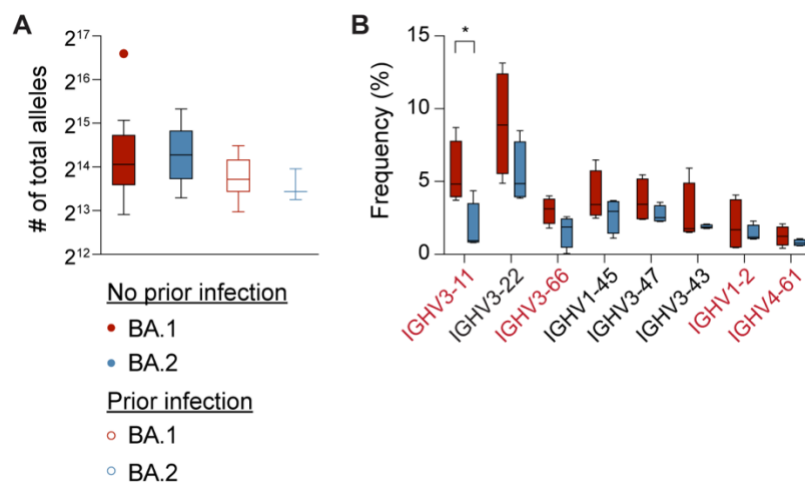 A
2^17
2^16
2^15
2^14
2^13
2^12
# of total alleles
No prior infection
BA.1
BA.2
Prior infection
BA.1
BA.2
B
15
10
5
0
Frequency (%)
*
IGHV3-11
IGHV3-22
IGHV3-66
IGHV1-45
IGHV3-47
IGHV3-43
IGHV1-2
IGHV4-61